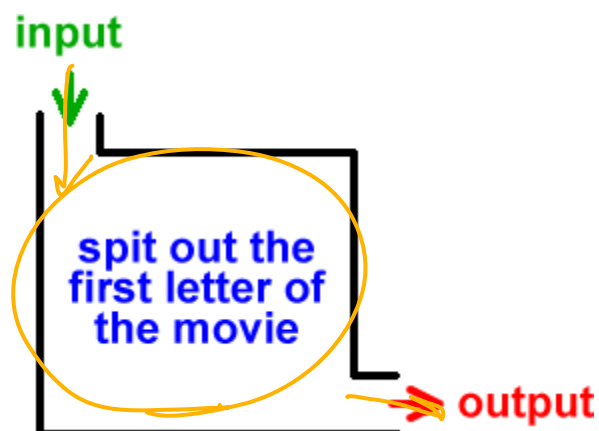 input
spit out the
first letter of
the movie
output